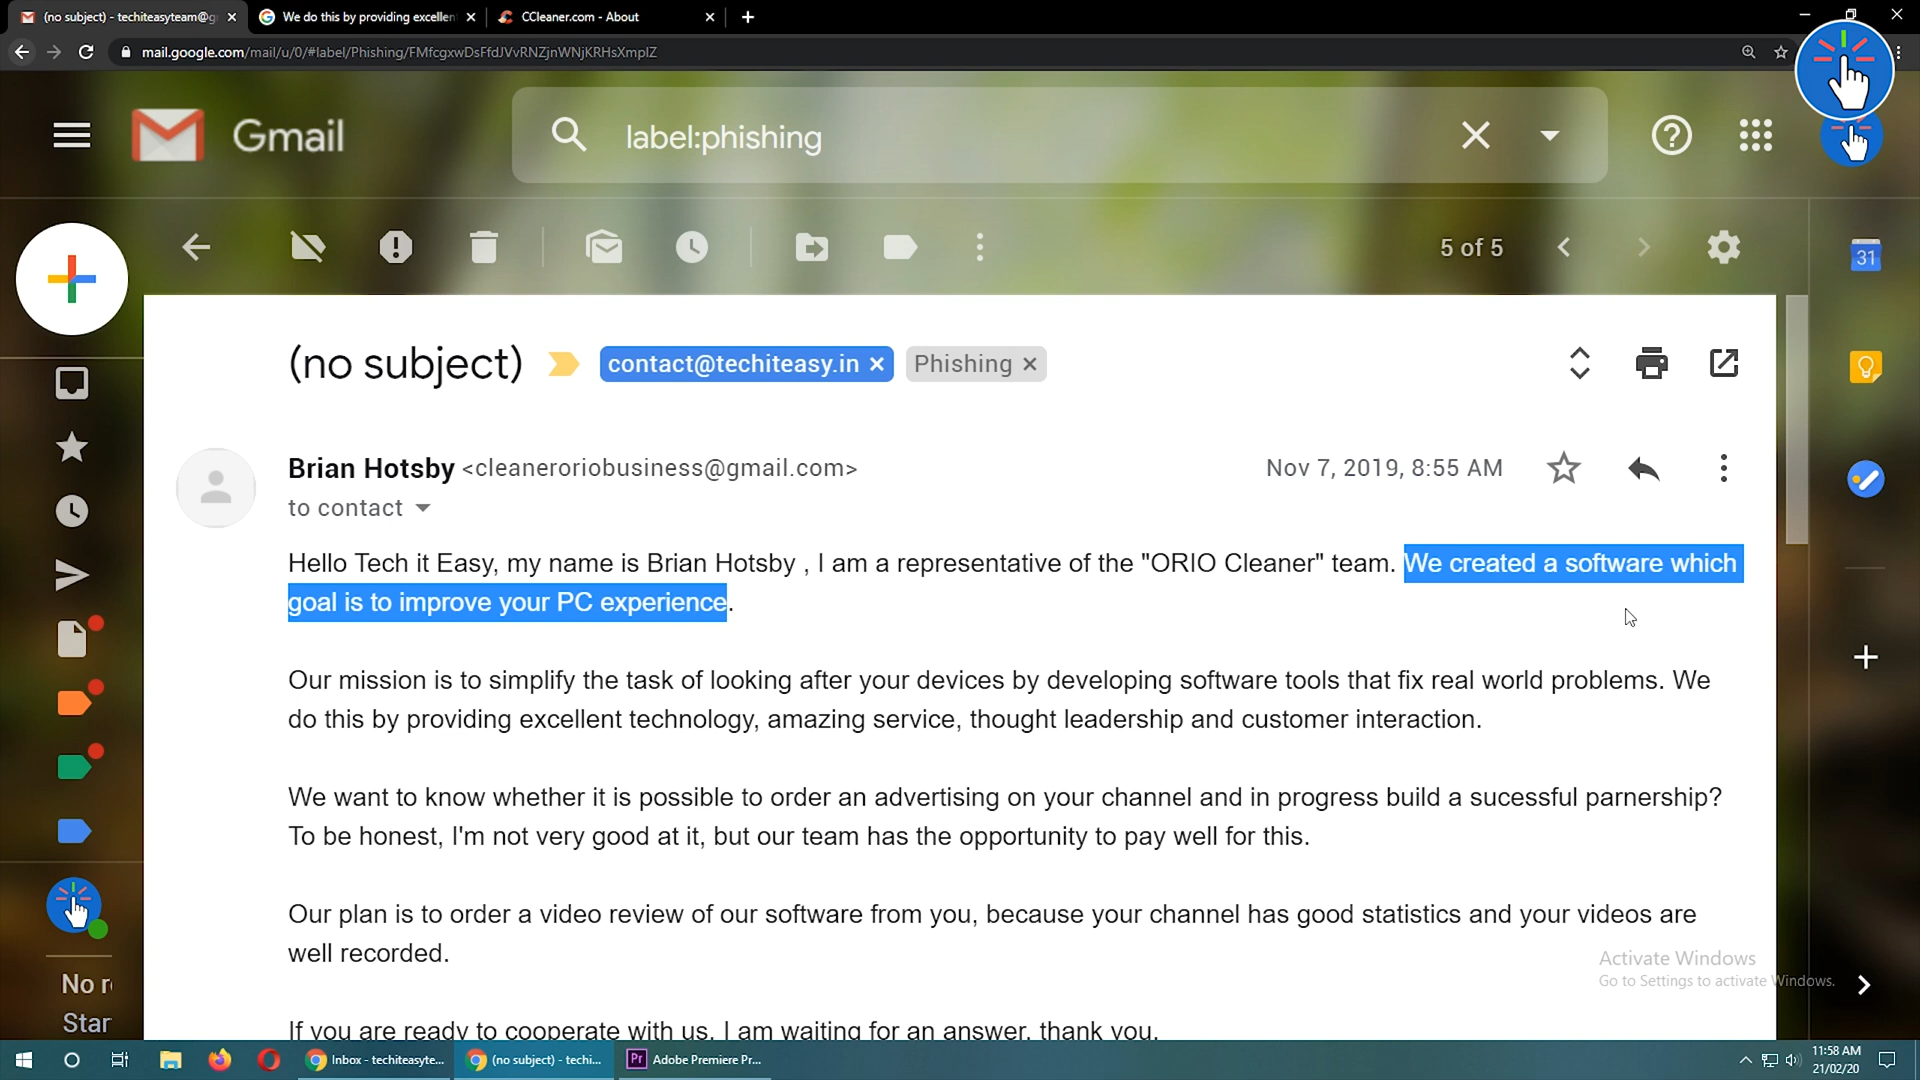 (no subject) - techiteasyteam@g
We do this by providing excellent
CCleaner.com - About
mail.google.com/mail/u/0/#label/Phishing/FMfcgxwDsFfdJVvRNZjnWNjKRHsXmpIZ
Gmail
label:phishing
5 of 5
31
(no subject)
contact@techiteasy.in
Phishing
Brian Hotsby <cleaneroriobusiness@gmail.com>
Nov 7, 2019, 8:55 AM
to contact
Hello Tech it Easy, my name is Brian Hotsby , I am a representative of the "ORIO Cleaner" team. We created a software which
goal is to improve your PC experience.
Our mission is to simplify the task of looking after your devices by developing software tools that fix real world problems. We
do this by providing excellent technology, amazing service, thought leadership and customer interaction.
We want to know whether it is possible to order an advertising on your channel and in progress build a sucessful parnership?
To be honest, I'm not very good at it, but our team has the opportunity to pay well for this.
Our plan is to order a video review of our software from you, because your channel has good statistics and your videos are
well recorded.
Activate Windows
Go to Settings to activate Windows.
No r
Star
If you are ready to cooperate with us, I am waiting for an answer, thank you.
Inbox - techiteasyte...
(no subject) - techi...
Pr
Adobe Premiere Pr...
11:58 AM
21/02/20